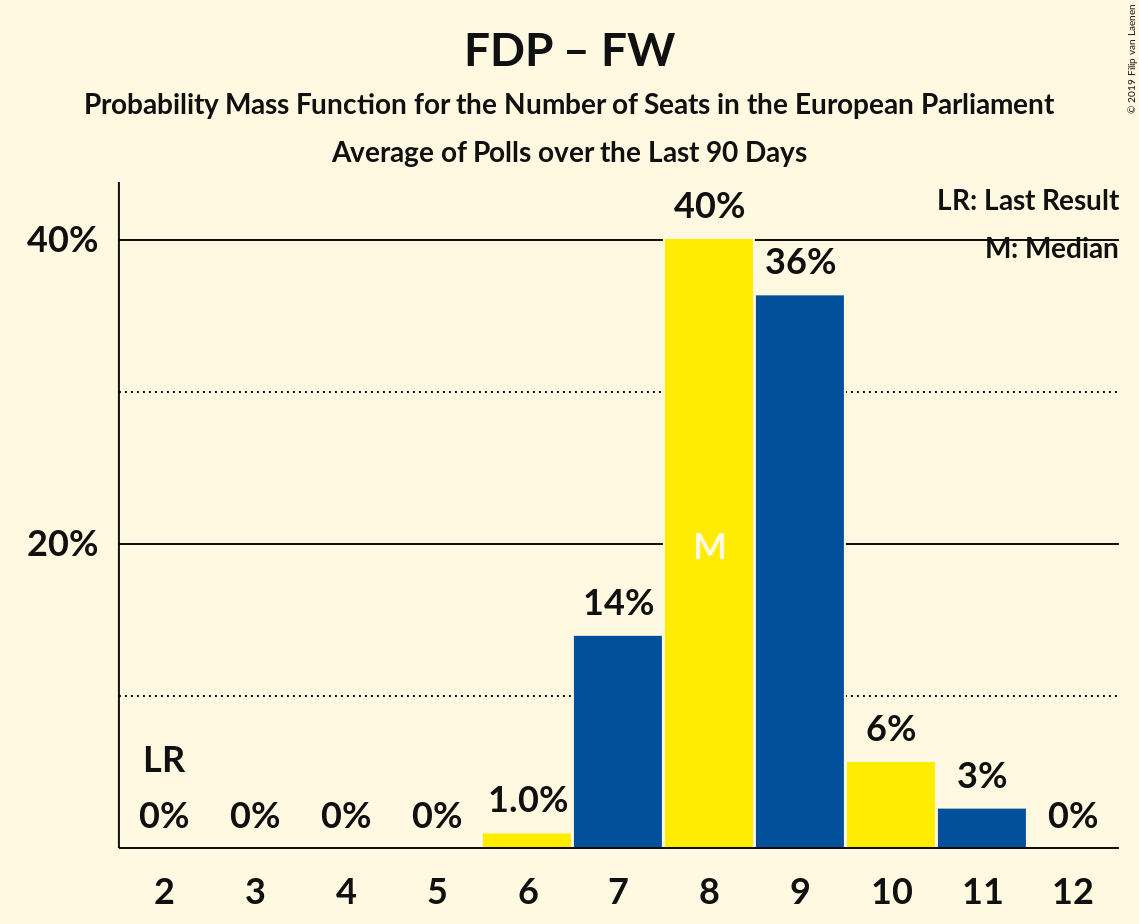 FDP – FW
Probability Mass Function for the Number of Seats in the European Parliament
Average of Polls over the Last 90 Days
© 2019 Filip van Laenen
LR: Last Result
M: Median
40%
20%
LR
0%
0%
0%
0%
1.0%
14%
40%
M
36%
6%
3%
0%
2 3 4 5 6 7 8 9 10 11 12